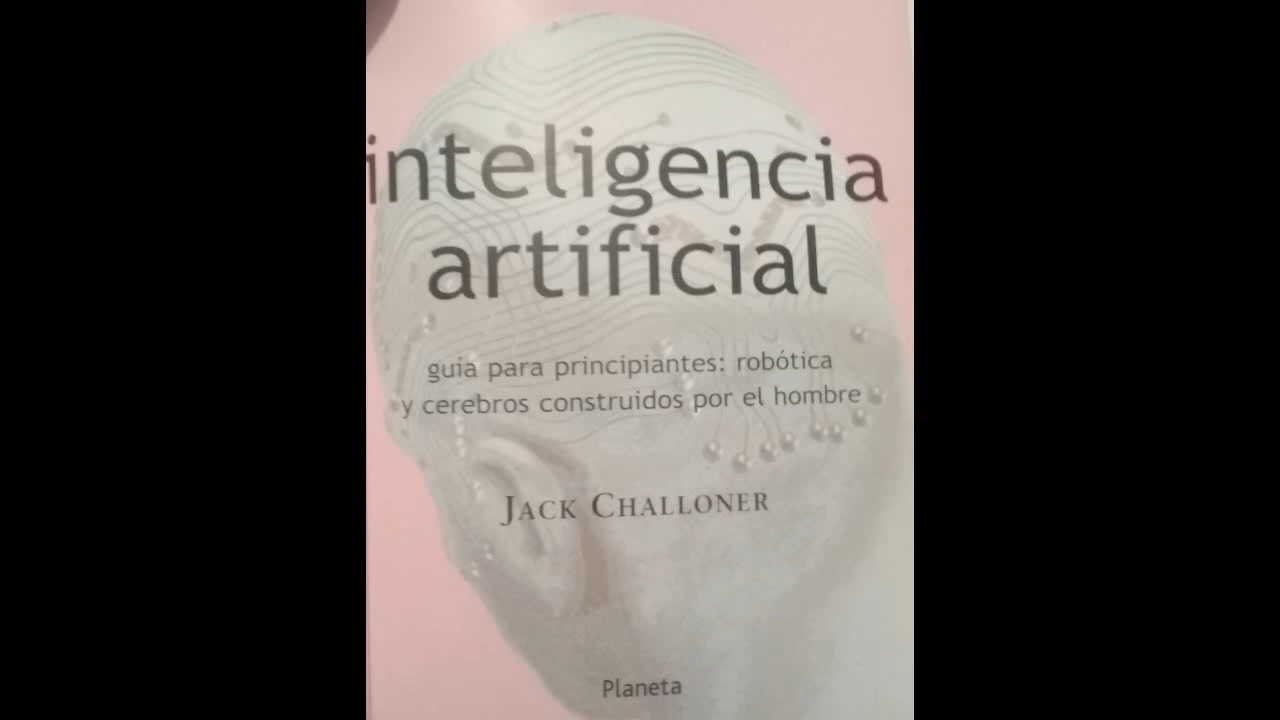 inteligencia
artificial
guía para principiantes: robótica
y cerebros construidos por el hombre
JACK CHALLONER
Planeta